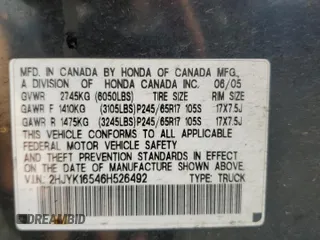 MFD. IN CANADA BY HONDA OF CANADA MFG.,
A DIVISION OF HONDA CANADA INC. 06/05
GVWR 2745KG (6050LBS) TIRE SIZE RIM SIZE
GAWR F 1410KG (3105LBS) P245/65R17 105S 17X7.5J
GAWR R 1475KG (3245LBS) P245/65R17 105S 17X7.5J
THIS VEHICLE CONFORMS TO ALL APPLICABLE
FEDERAL MOTOR VEHICLE SAFETY
AND THEFT PREVENTION STANDARDS IN EFFECT
ON THE DATE OF MANUFACTURE SHOWN ABOVE.
V.I.N. 2HJYK16546H526492 TYPE: TRUCK
DREAMBID